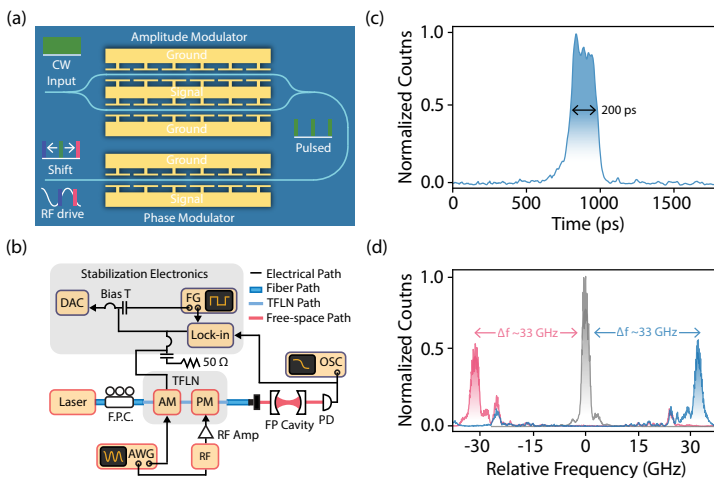 (a)
Amplitude Modulator
Ground
CW
Input
Signal
Ground
Pulsed
Ground
Shift
Signal
RF drive
Phase Modulator
(b)
Stabilization Electronics
Electrical Path
Fiber Path
TFLN Path
Free-space Path
DAC
Bias T
FG
Lock-in
50 Ω
OSC
TFLN
Laser
F.P.C.
AM
PM
FP Cavity
PD
RF Amp
AWG
RF
(c)
Normalized Coutns
1.0
0.5
0.0
200 ps
0
500
1000
1500
Time (ps)
(d)
Normalized Coutns
1.0
0.5
0.0
Δf ~33 GHz
Δf ~33 GHz
-30
-15
0
15
30
Relative Frequency (GHz)